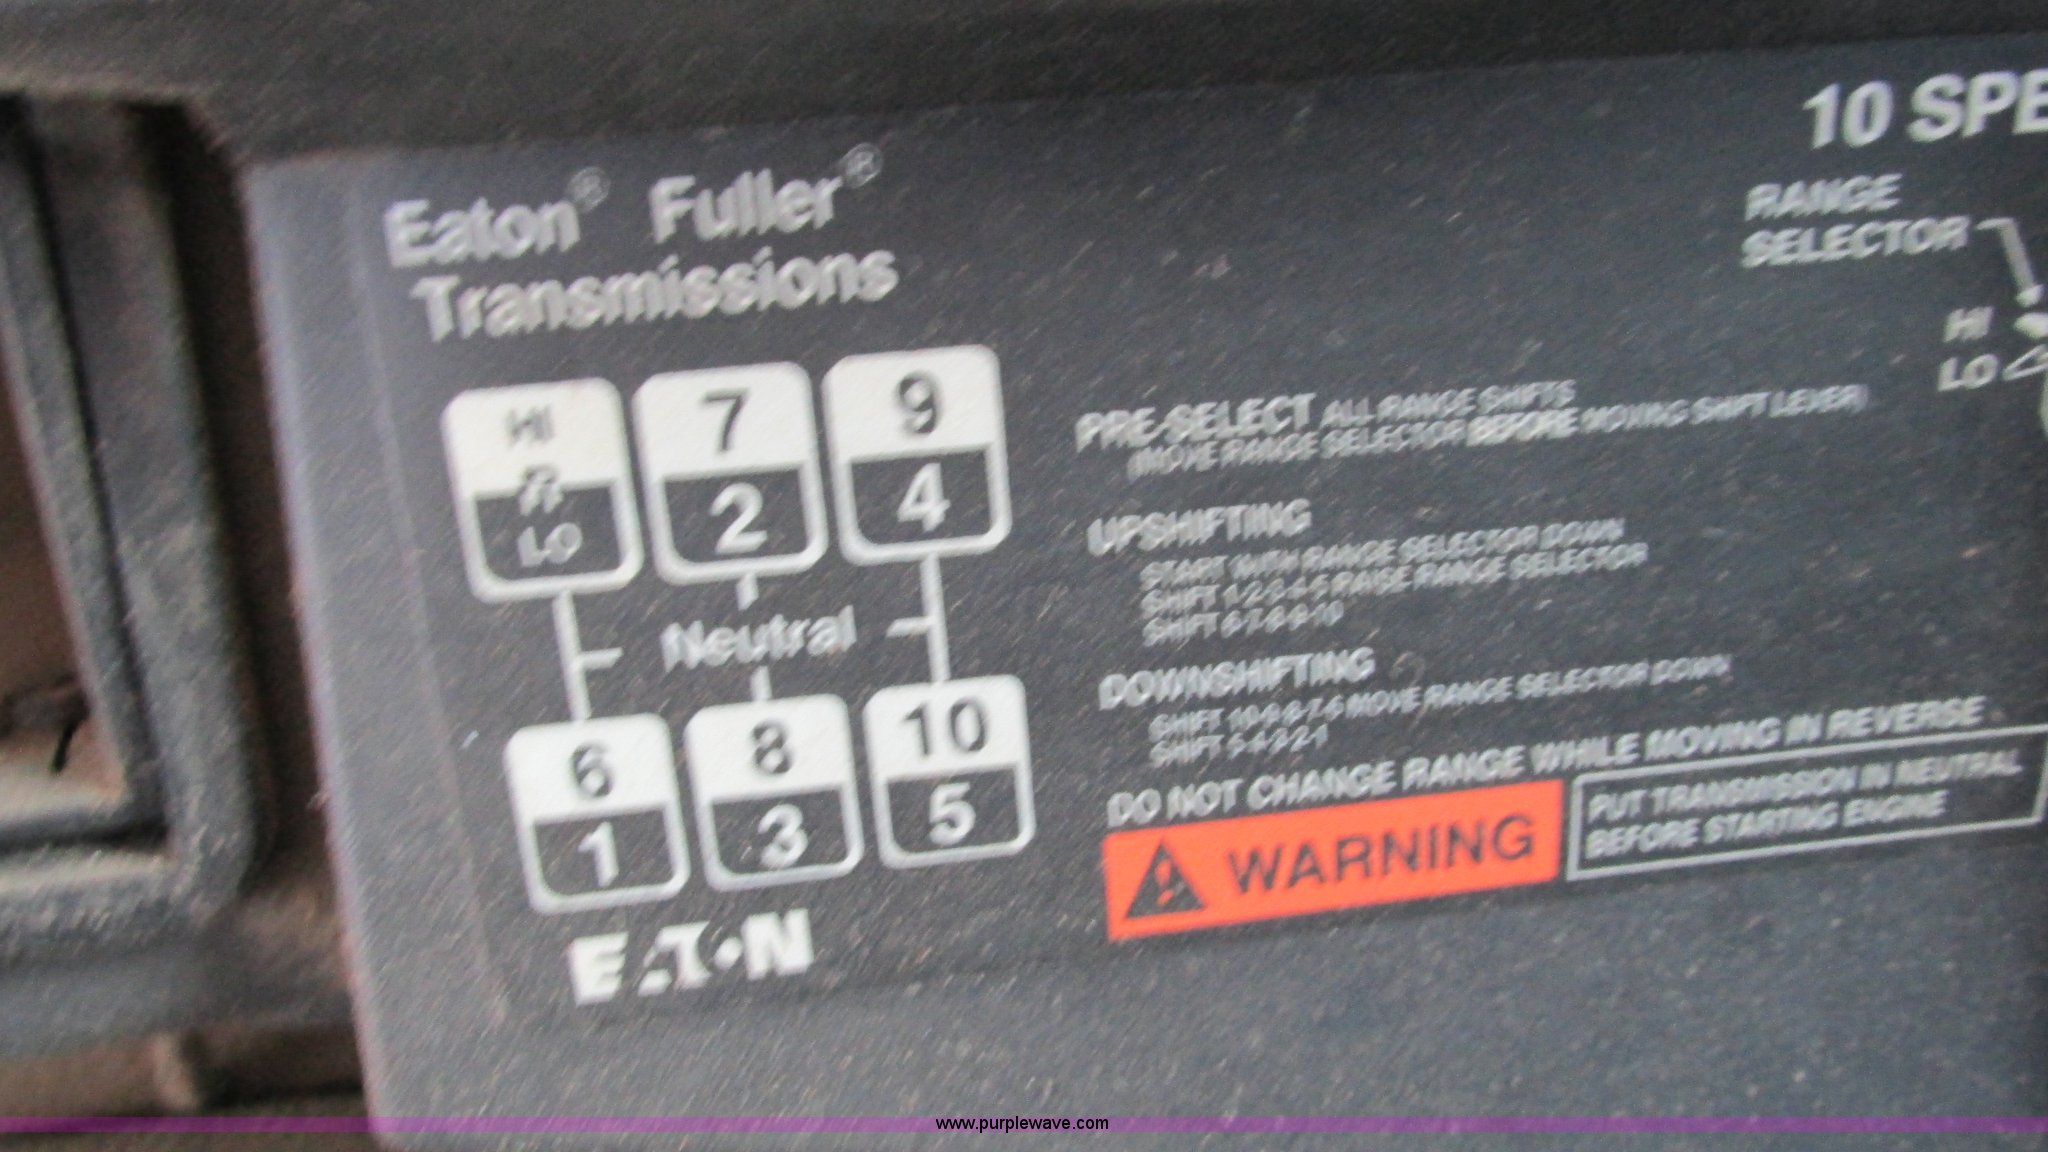 Eaton® Fuller®
Transmissions
10 SPE
RANGE
SELECTOR
HI
LO
HI
R
LO
7
2
9
4
Neutral
6
1
8
3
10
5
EATON
PRE-SELECT ALL RANGE SHIFTS
(MOVE RANGE SELECTOR BEFORE MOVING SHIFT LEVER)
UPSHIFTING
START WITH RANGE SELECTOR DOWN
SHIFT 1-2-3-4-5 RAISE RANGE SELECTOR
SHIFT 6-7-8-9-10
DOWNSHIFTING
SHIFT 10-9-8-7-6 MOVE RANGE SELECTOR DOWN
SHIFT 5-4-3-2-1
DO NOT CHANGE RANGE WHILE MOVING IN REVERSE
WARNING
PUT TRANSMISSION IN NEUTRAL
BEFORE STARTING ENGINE
www.purplewave.com